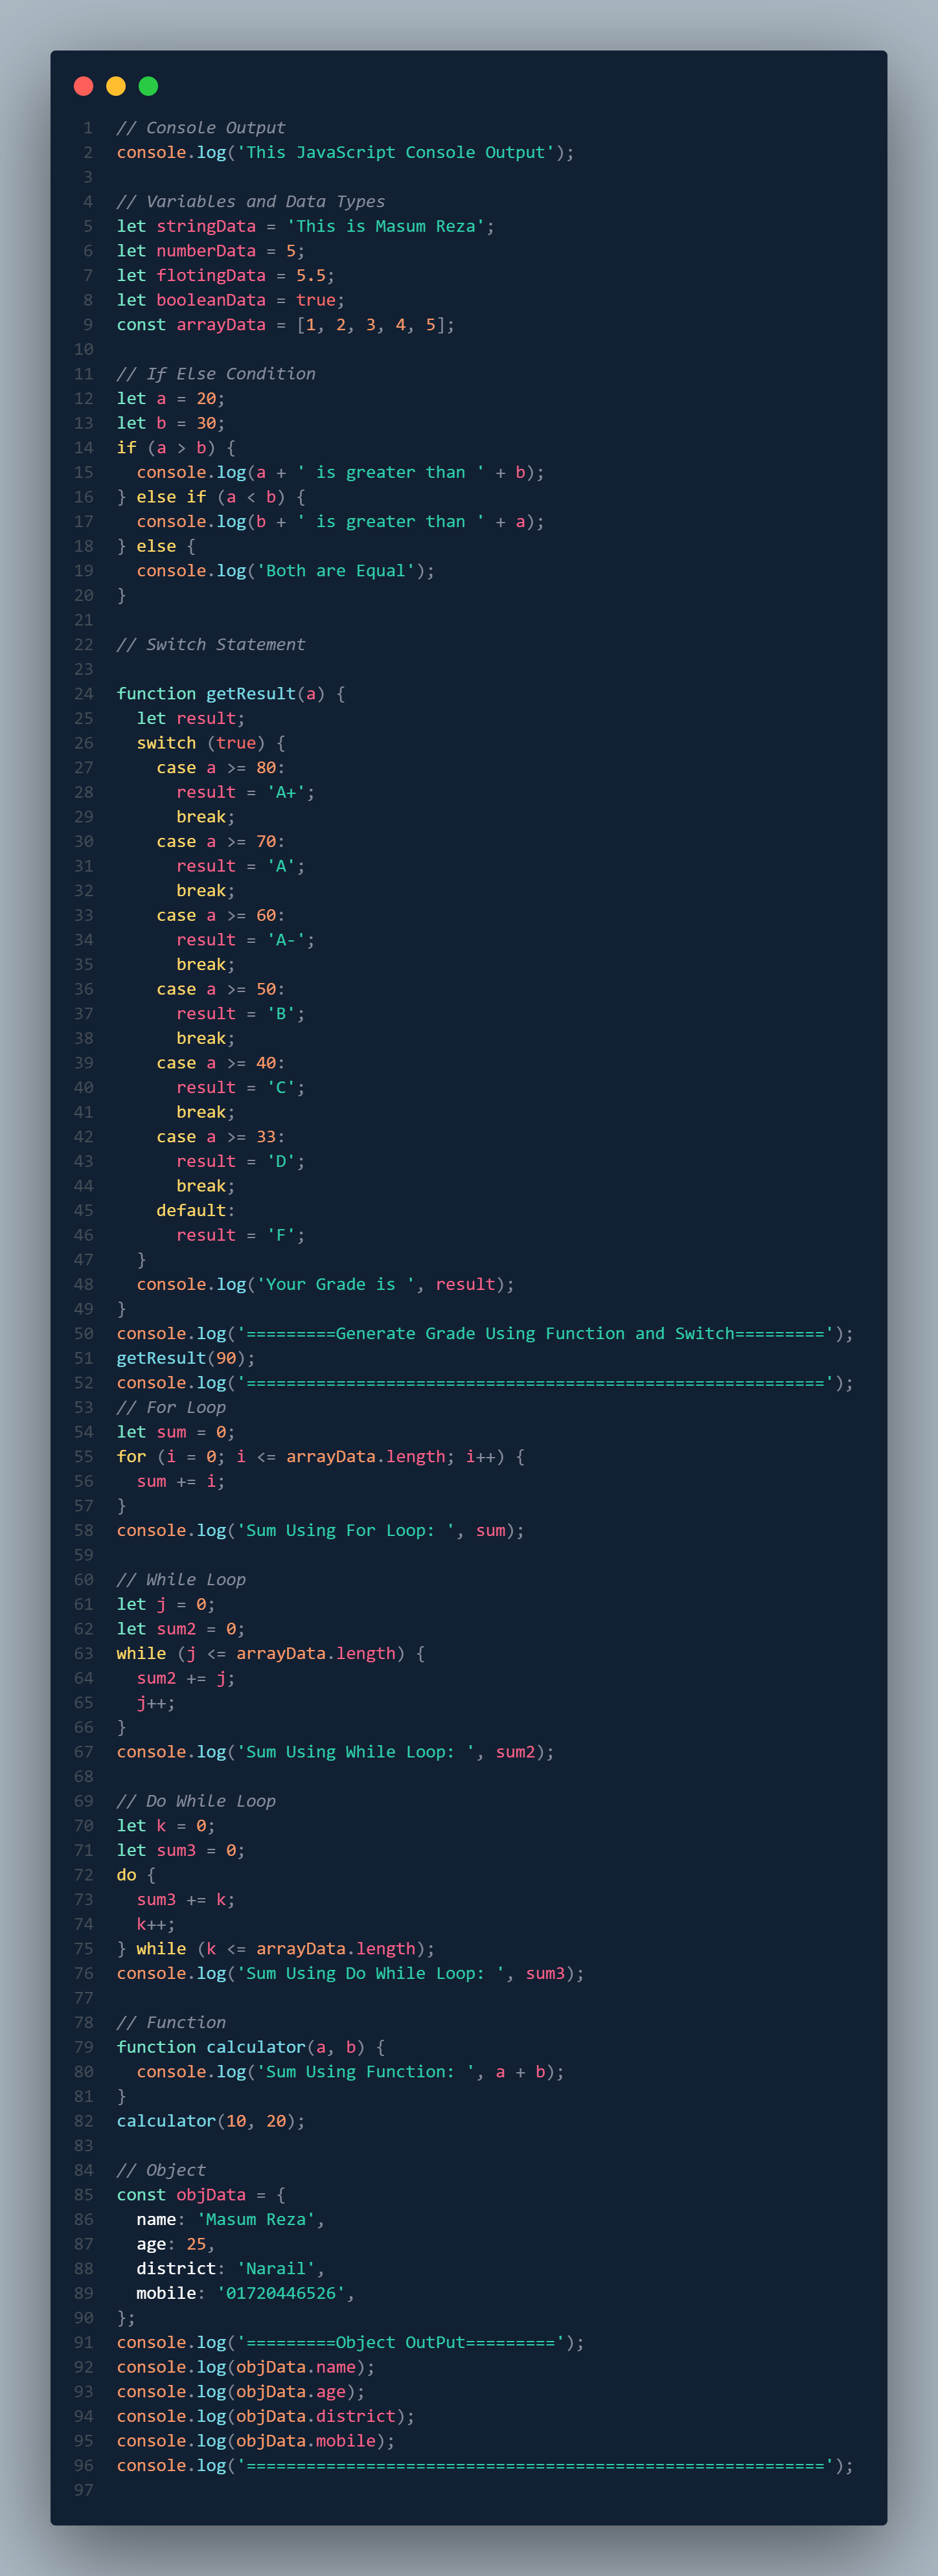 1 // Console Output
2 console.log('This JavaScript Console Output');
3
4 // Variables and Data Types
5 let stringData = 'This is Masum Reza';
6 let numberData = 5;
7 let flotingData = 5.5;
8 let booleanData = true;
9 const arrayData = [1, 2, 3, 4, 5];
10
11 // If Else Condition
12 let a = 20;
13 let b = 30;
14 if (a > b) {
15   console.log(a + ' is greater than ' + b);
16 } else if (a < b) {
17   console.log(b + ' is greater than ' + a);
18 } else {
19   console.log('Both are Equal');
20 }
21
22 // Switch Statement
23
24 function getResult(a) {
25   let result;
26   switch (true) {
27     case a >= 80:
28       result = 'A+';
29       break;
30     case a >= 70:
31       result = 'A';
32       break;
33     case a >= 60:
34       result = 'A-';
35       break;
36     case a >= 50:
37       result = 'B';
38       break;
39     case a >= 40:
40       result = 'C';
41       break;
42     case a >= 33:
43       result = 'D';
44       break;
45     default:
46       result = 'F';
47   }
48   console.log('Your Grade is ', result);
49 }
50 console.log('=========Generate Grade Using Function and Switch=========');
51 getResult(90);
52 console.log('==========================================================');
53 // For Loop
54 let sum = 0;
55 for (i = 0; i <= arrayData.length; i++) {
56   sum += i;
57 }
58 console.log('Sum Using For Loop: ', sum);
59
60 // While Loop
61 let j = 0;
62 let sum2 = 0;
63 while (j <= arrayData.length) {
64   sum2 += j;
65   j++;
66 }
67 console.log('Sum Using While Loop: ', sum2);
68
69 // Do While Loop
70 let k = 0;
71 let sum3 = 0;
72 do {
73   sum3 += k;
74   k++;
75 } while (k <= arrayData.length);
76 console.log('Sum Using Do While Loop: ', sum3);
77
78 // Function
79 function calculator(a, b) {
80   console.log('Sum Using Function: ', a + b);
81 }
82 calculator(10, 20);
83
84 // Object
85 const objData = {
86   name: 'Masum Reza',
87   age: 25,
88   district: 'Narail',
89   mobile: '01720446526',
90 };
91 console.log('=========Object OutPut=========');
92 console.log(objData.name);
93 console.log(objData.age);
94 console.log(objData.district);
95 console.log(objData.mobile);
96 console.log('==========================================================');
97